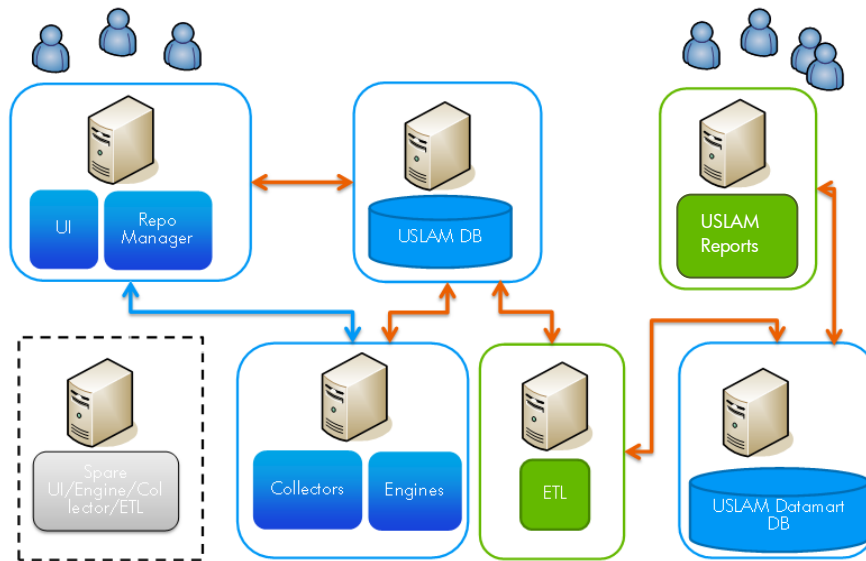 UI
Repo
Manager
USLAM DB
USLAM
Reports
Spare
UI/Engine/Col
lector/ETL
Collectors
Engines
ETL
USLAM Datamart
DB